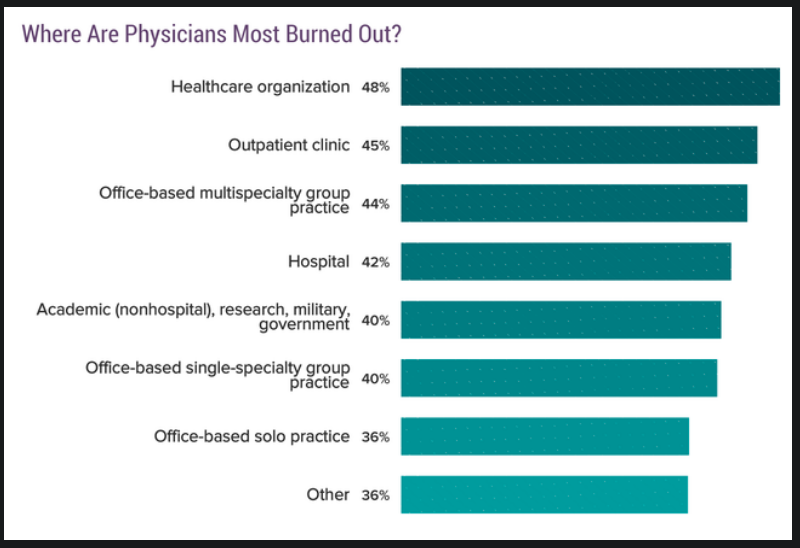 Where Are Physicians Most Burned Out?
Healthcare organization 48%
Outpatient clinic 45%
Office-based multispecialty group
practice 44%
Hospital 42%
Academic (nonhospital), research, military,
government 40%
Office-based single-specialty group
practice 40%
Office-based solo practice 36%
Other 36%